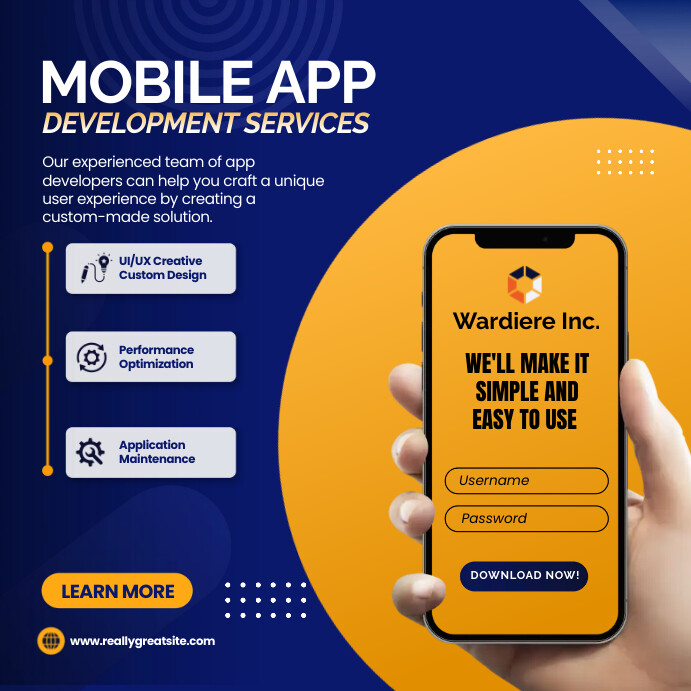 MOBILE APP
DEVELOPMENT SERVICES
Our experienced team of app
developers can help you craft a unique
user experience by creating a
custom-made solution.
UI/UX Creative
Custom Design
Performance
Optimization
Application
Maintenance
LEARN MORE
www.reallygreatsite.com
Wardiere Inc.
WE'LL MAKE IT
SIMPLE AND
EASY TO USE
Username
Password
DOWNLOAD NOW!